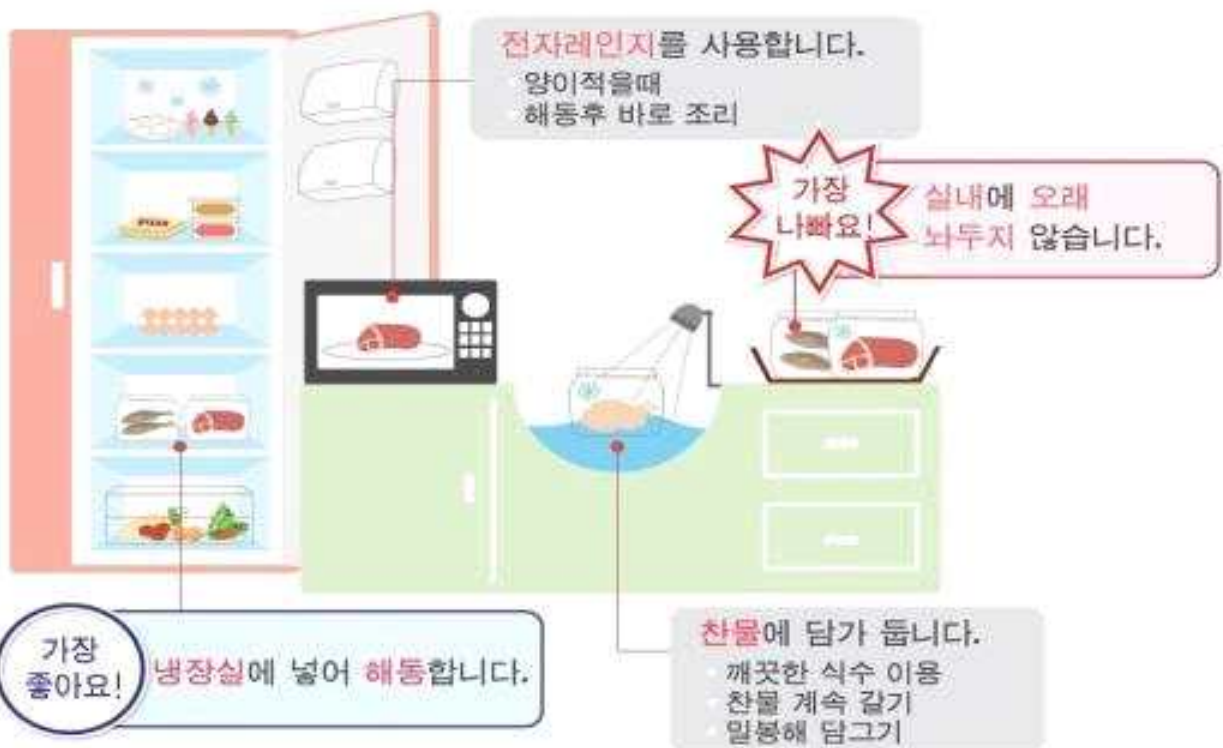 전자레인지를 사용합니다.
양이적을때
해동후 바로 조리
가장
나빠요!
실내에 오래
놔두지 않습니다.
PIZZA
가장
좋아요!
냉장실에 넣어 해동합니다.
찬물에 담가 둡니다.
깨끗한 식수 이용
찬물 계속 갈기
밀봉해 담그기